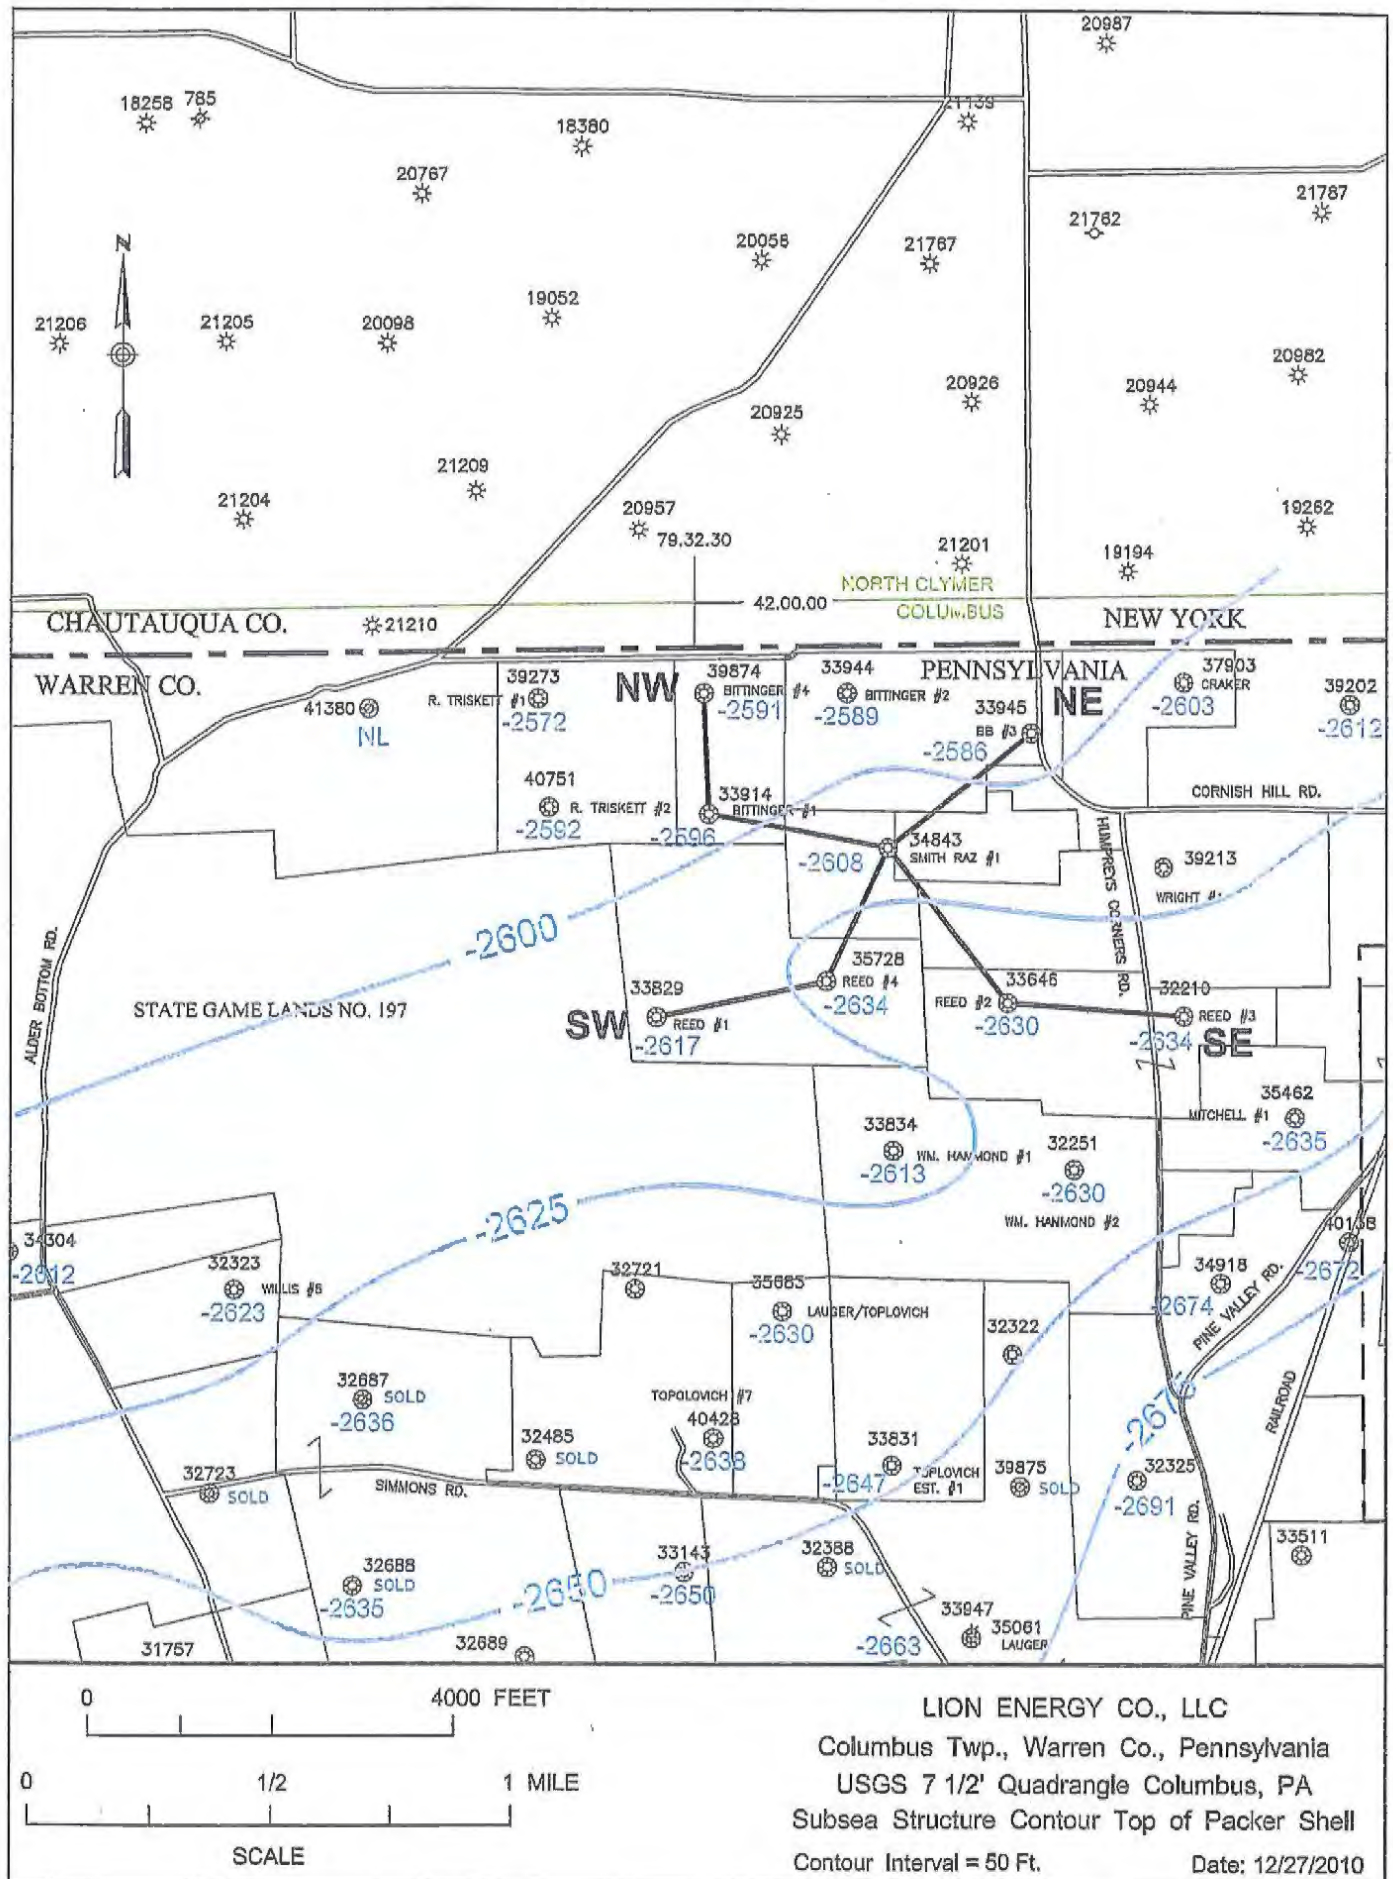 20987
18258 785
21139
18380
20767
21787
21762
N
20058
21767
19052
21206
21205
20098
20982
20926
20944
20925
21209
21204
20957
19262
79.32.30
21201
19194
NORTH CLYMER
42.00.00
COLUMBUS
CHAUTAUQUA CO.
21210
NEW YORK
WARREN CO.
PENNSYLVANIA
39273
R. TRISKETT #1
-2572
NW
39874
BITTINGER #4
-2591
33944
BITTINGER #2
-2589
33945
BB #3
-2586
NE
37903
CRAKER
-2603
39202
-2612
41380
NL
40751
R. TRISKETT #2
-2592
33914
BITTINGER #1
-2596
CORNISH HILL RD.
34843
SMITH RAZ #1
-2608
HUMPREYS CORNERS RD.
39213
WRIGHT #1
-2600
ALDER BOTTOM RD.
STATE GAME LANDS NO. 197
35728
REED #4
-2634
33829
SW
REED #1
-2617
33646
REED #2
-2630
32210
REED #3
-2634
SE
35462
MITCHELL #1
-2635
33834
WM. HAMMOND #1
-2613
32251
-2630
WM. HAMMOND #2
-2625
34304
-2612
32323
WILLIS #6
-2623
32721
35685
LAUGER/TOPLOVICH
-2630
34918
-2674
PINE VALLEY RD.
40138
-2672
32322
32687
SOLD
-2636
TOPOLOVICH #7
40428
-2638
-2675
RAILROAD
32485
SOLD
33831
TOPLOVICH
EST. #1
-2647
39875
SOLD
32325
-2691
32723
SOLD
SIMMONS RD.
PINE VALLEY RD.
33511
32688
SOLD
-2635
-2650
33143
-2650
32388
SOLD
33947
35061
LAUGER
-2663
31757
32689
0 4000 FEET
0 1/2 1 MILE
SCALE
LION ENERGY CO., LLC
Columbus Twp., Warren Co., Pennsylvania
USGS 7 1/2' Quadrangle Columbus, PA
Subsea Structure Contour Top of Packer Shell
Contour Interval = 50 Ft. Date: 12/27/2010